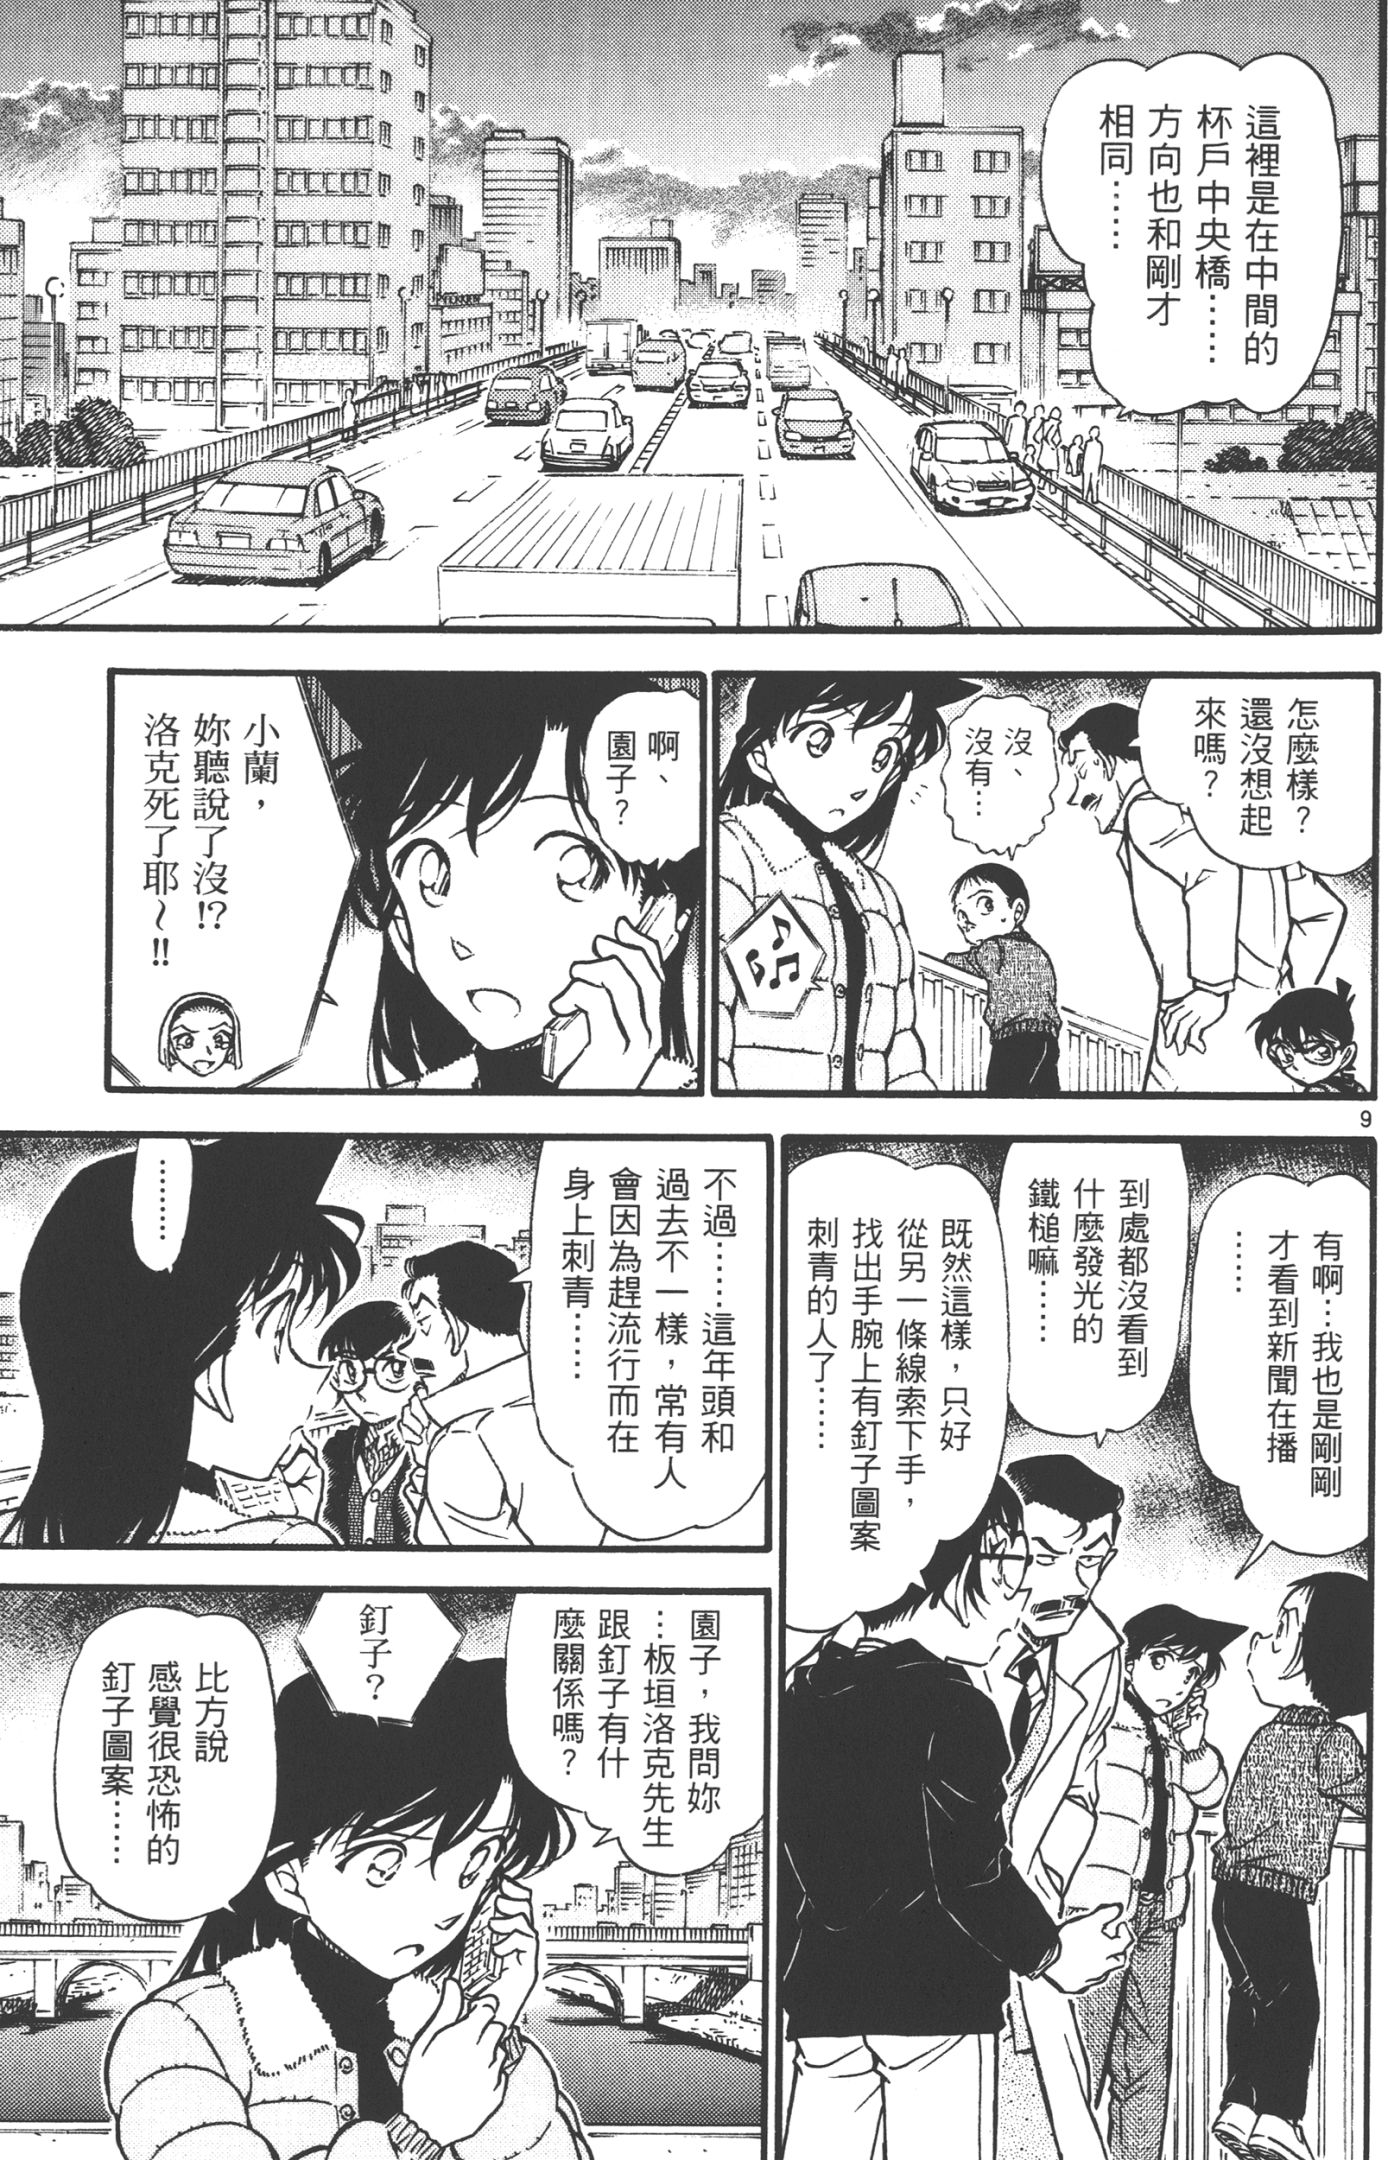 這裡是在中間的
杯戶中央橋……
方向也和剛才
相同……
怎麼樣？
還沒想起
來嗎？
沒、
沒有…
啊、
園子？
小蘭，
妳聽說了沒!?
洛克死了耶~!!
9
有啊…我也是剛剛
才看到新聞在播
……
到處都沒看到
什麼發光的
鐵槌嘛……
既然這樣，只好
從另一條線索下手，
找出手腕上有釘子圖案
刺青的人了……
不過……這年頭和
過去不一樣，常有人
會因為趕流行而在
身上刺青……
………
園子，我問妳
…板垣洛克先生
跟釘子有什
麼關係嗎？
釘子？
比方說
感覺很恐怖的
釘子圖案……